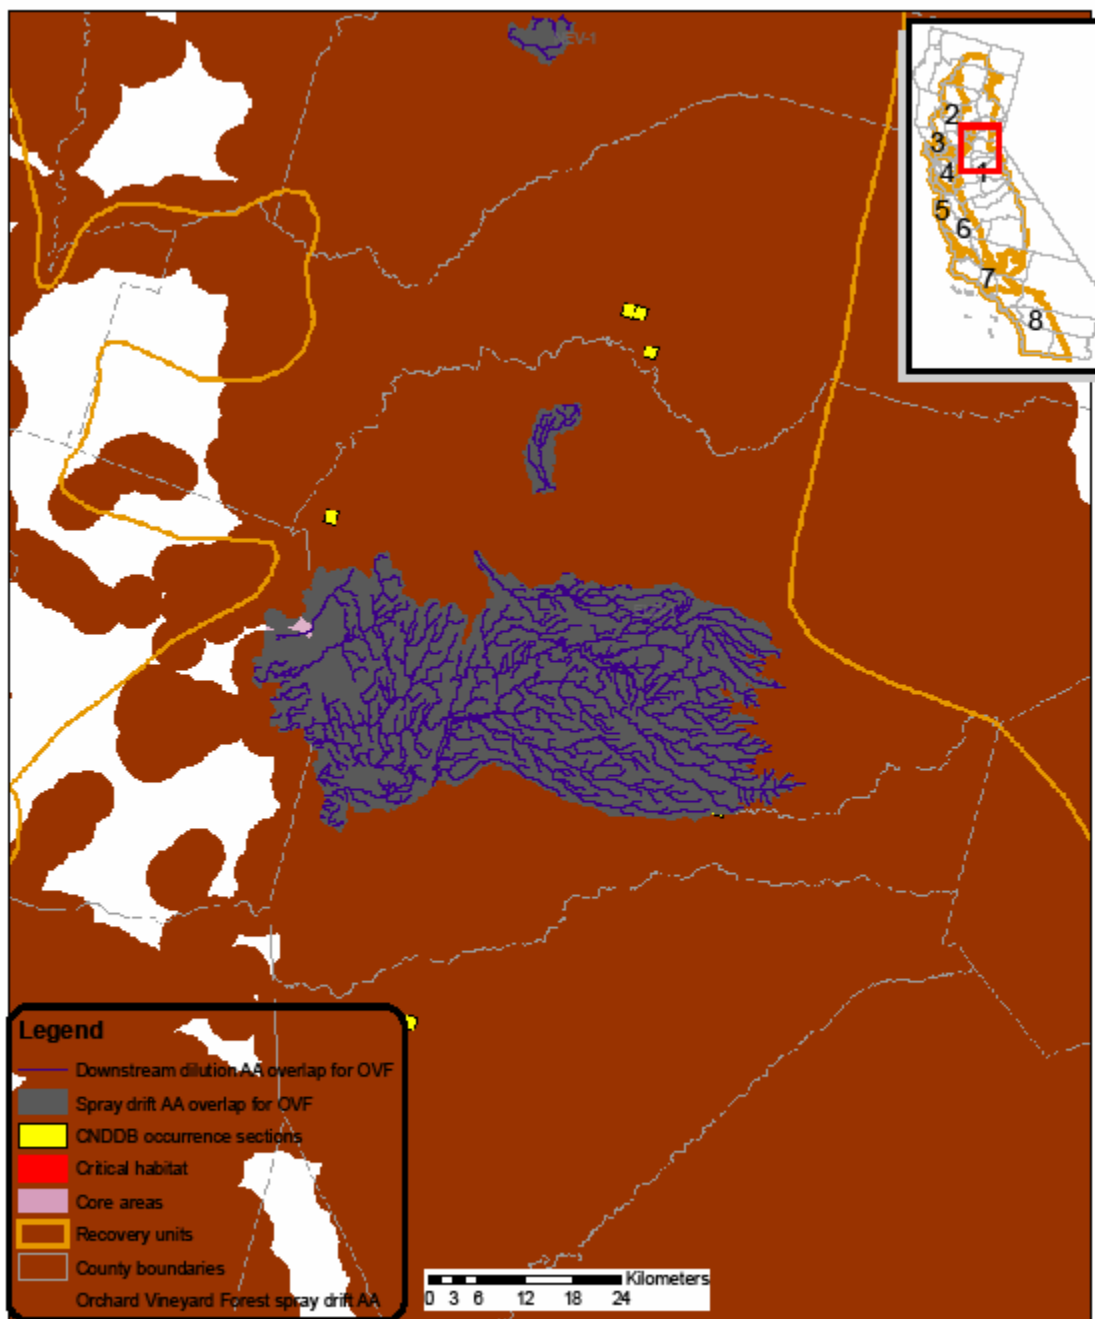 EV-1
2
3
4
1
5
6
7
8
Legend
Downstream dilution AA overlap for OVF
Spray drift AA overlap for OVF
CNDDB occurrence sections
Critical habitat
Core areas
Recovery units
County boundaries
Orchard Vineyard Forest spray drift AA
Kilometers
0 3 6 12 18 24